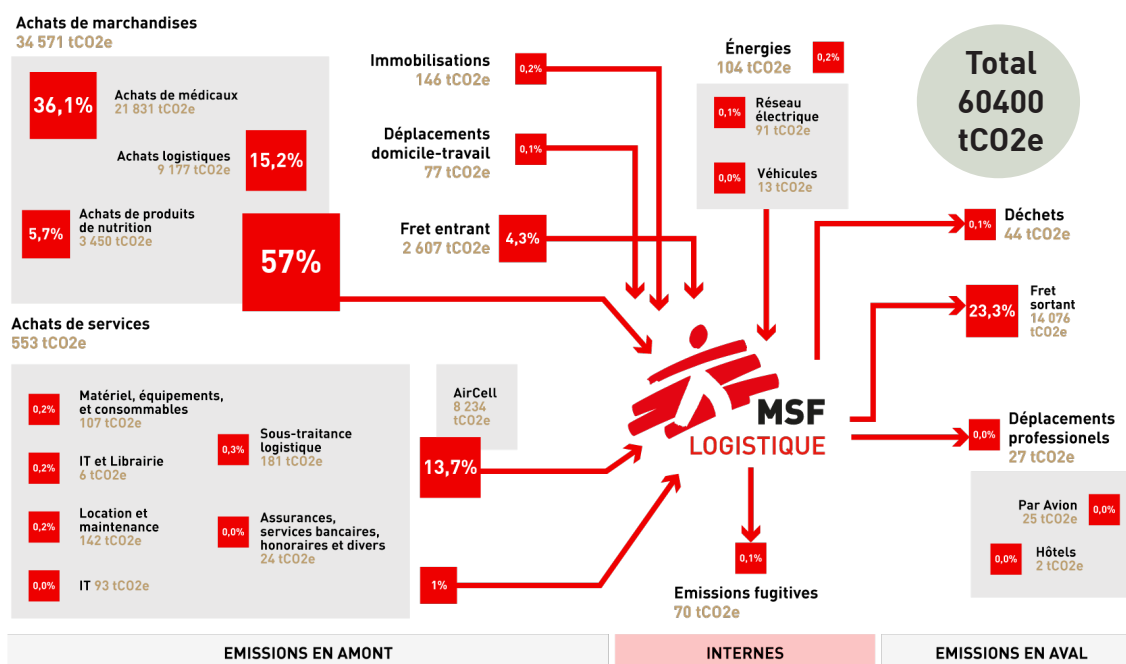 Achats de marchandises
34 571 tCO2e
36,1%
Achats de médicaux
21 831 tCO2e
Achats logistiques
9 177 tCO2e
15,2%
5,7%
Achats de produits
de nutrition
3 450 tCO2e
57%
Immobilisations
146 tCO2e
0,2%
Déplacements
domicile-travail
77 tCO2e
0,1%
Fret entrant
2 607 tCO2e
4,3%
Énergies
104 tCO2e
0,2%
0,1%
Réseau
électrique
91 tCO2e
0,0%
Véhicules
13 tCO2e
Total
60400
tCO2e
0,1%
Déchets
44 tCO2e
23,3%
Fret
sortant
14 076
tCO2e
Achats de services
553 tCO2e
0,2%
Matériel, équipements,
et consommables
107 tCO2e
0,2%
IT et Librairie
6 tCO2e
0,2%
Location et
maintenance
142 tCO2e
0,0%
IT 93 tCO2e
0,3%
Sous-traitance
logistique
181 tCO2e
0,0%
Assurances,
services bancaires,
honoraires et divers
24 tCO2e
AirCell
8 234
tCO2e
13,7%
1%
MSF
LOGISTIQUE
0,1%
Emissions fugitives
70 tCO2e
0,0%
Déplacements
professionels
27 tCO2e
Par Avion
25 tCO2e
0,0%
0,0%
Hôtels
2 tCO2e
EMISSIONS EN AMONT
INTERNES
EMISSIONS EN AVAL